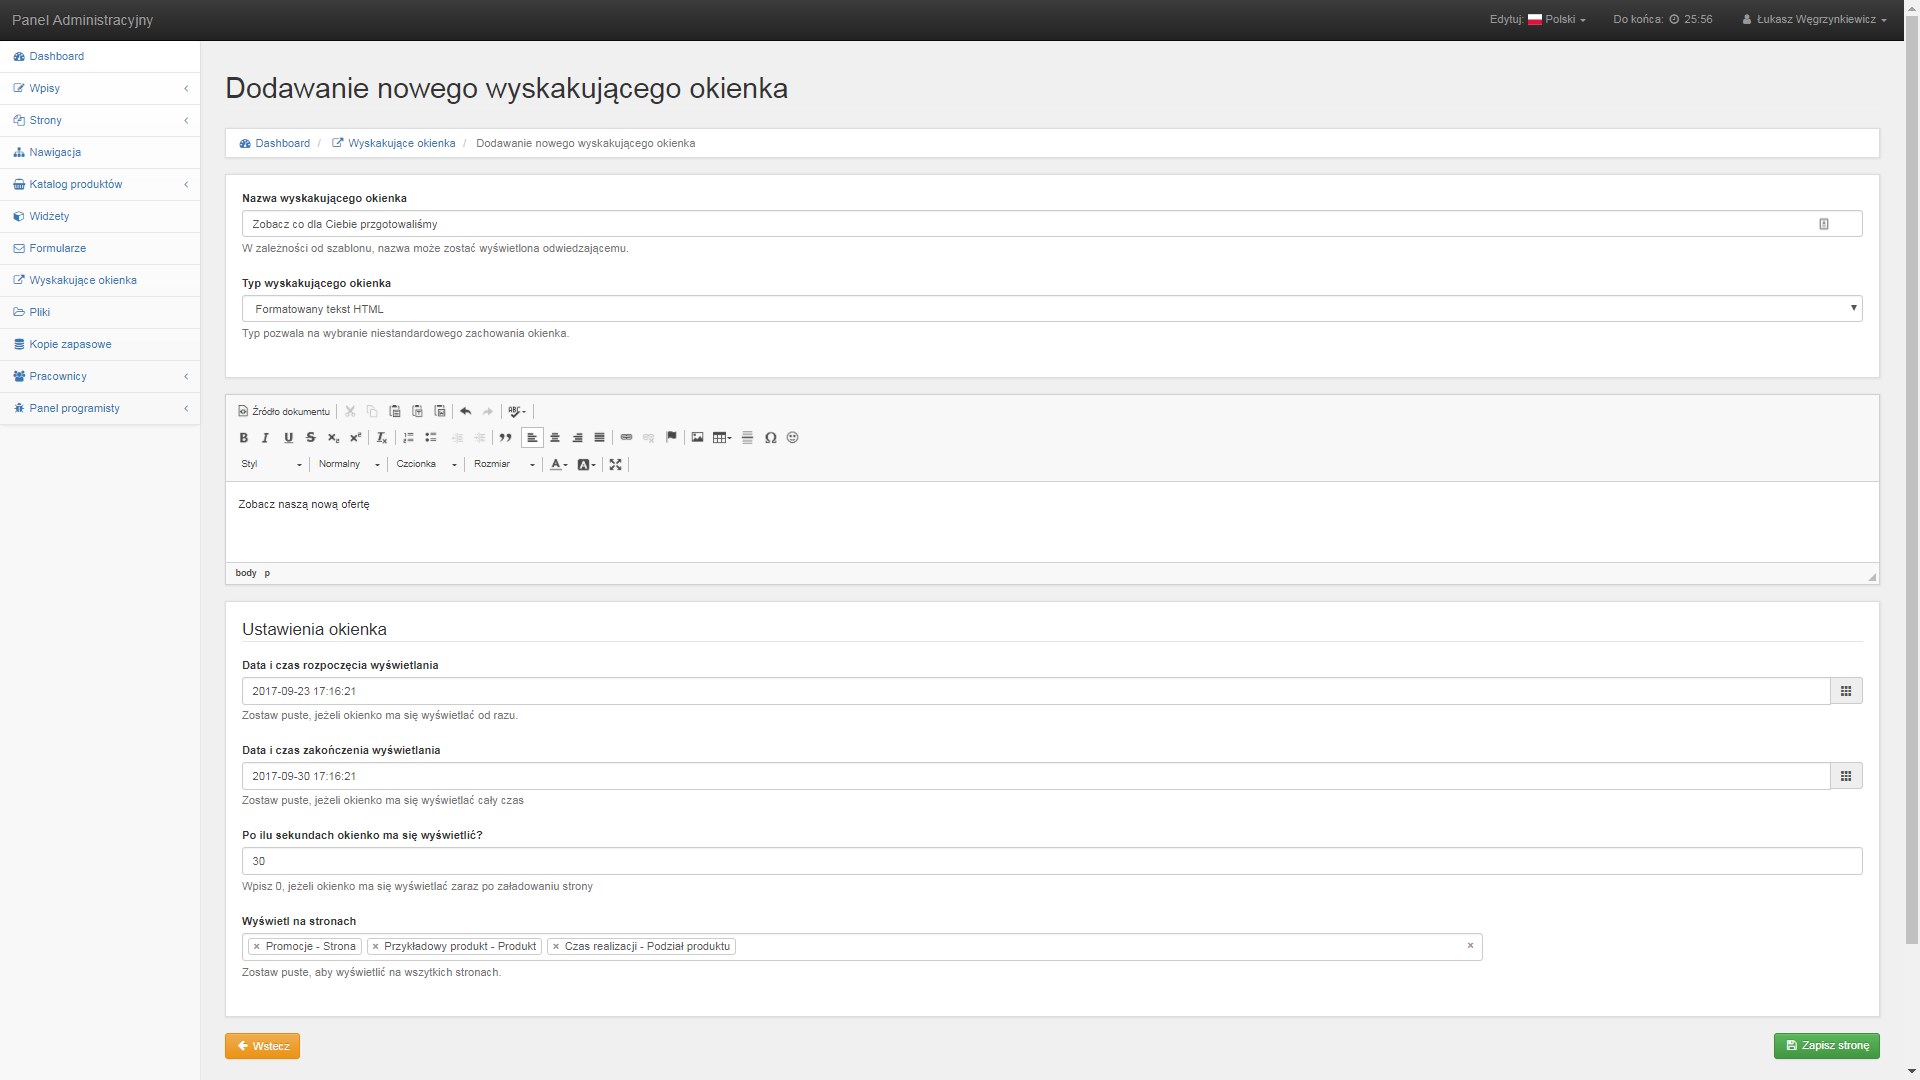 Panel Administracyjny
Edytuj: Polski
Do końca: 25:56
Łukasz Węgrzynkiewicz
Dashboard
Wpisy
Strony
Nawigacja
Katalog produktów
Widżety
Formularze
Wyskakujące okienka
Pliki
Kopie zapasowe
Pracownicy
Panel programisty
Dodawanie nowego wyskakującego okienka
Dashboard / Wyskakujące okienka / Dodawanie nowego wyskakującego okienka
Nazwa wyskakującego okienka
Zobacz co dla Ciebie przgotowaliśmy
W zależności od szablonu, nazwa może zostać wyświetlona odwiedzającemu.
Typ wyskakującego okienka
Formatowany tekst HTML
Typ pozwala na wybranie niestandardowego zachowania okienka.
Źródło dokumentu
Styl Normalny Czcionka Rozmiar
Zobacz naszą nową ofertę
body p
Ustawienia okienka
Data i czas rozpoczęcia wyświetlania
2017-09-23 17:16:21
Zostaw puste, jeżeli okienko ma się wyświetlać od razu.
Data i czas zakończenia wyświetlania
2017-09-30 17:16:21
Zostaw puste, jeżeli okienko ma się wyświetlać cały czas
Po ilu sekundach okienko ma się wyświetlić?
30
Wpisz 0, jeżeli okienko ma się wyświetlać zaraz po załadowaniu strony
Wyświetl na stronach
× Promocje - Strona × Przykładowy produkt - Produkt × Czas realizacji - Podział produktu ×
Zostaw puste, aby wyświetlić na wszytkich stronach.
Wstecz
Zapisz stronę